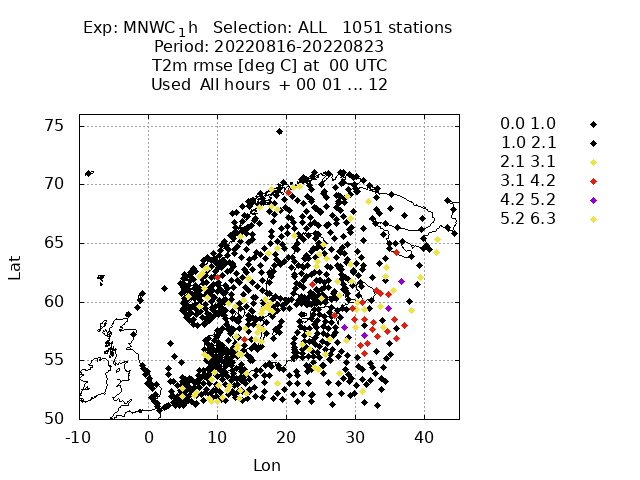 Exp: MNWC_1h Selection: ALL 1051 stations
Period: 20220816-20220823
T2m rmse [deg C] at 00 UTC
Used All hours + 00 01 ... 12
75
70
65
60
55
50
-10 0 10 20 30 40
Lat
Lon
0.0 1.0
1.0 2.1
2.1 3.1
3.1 4.2
4.2 5.2
5.2 6.3